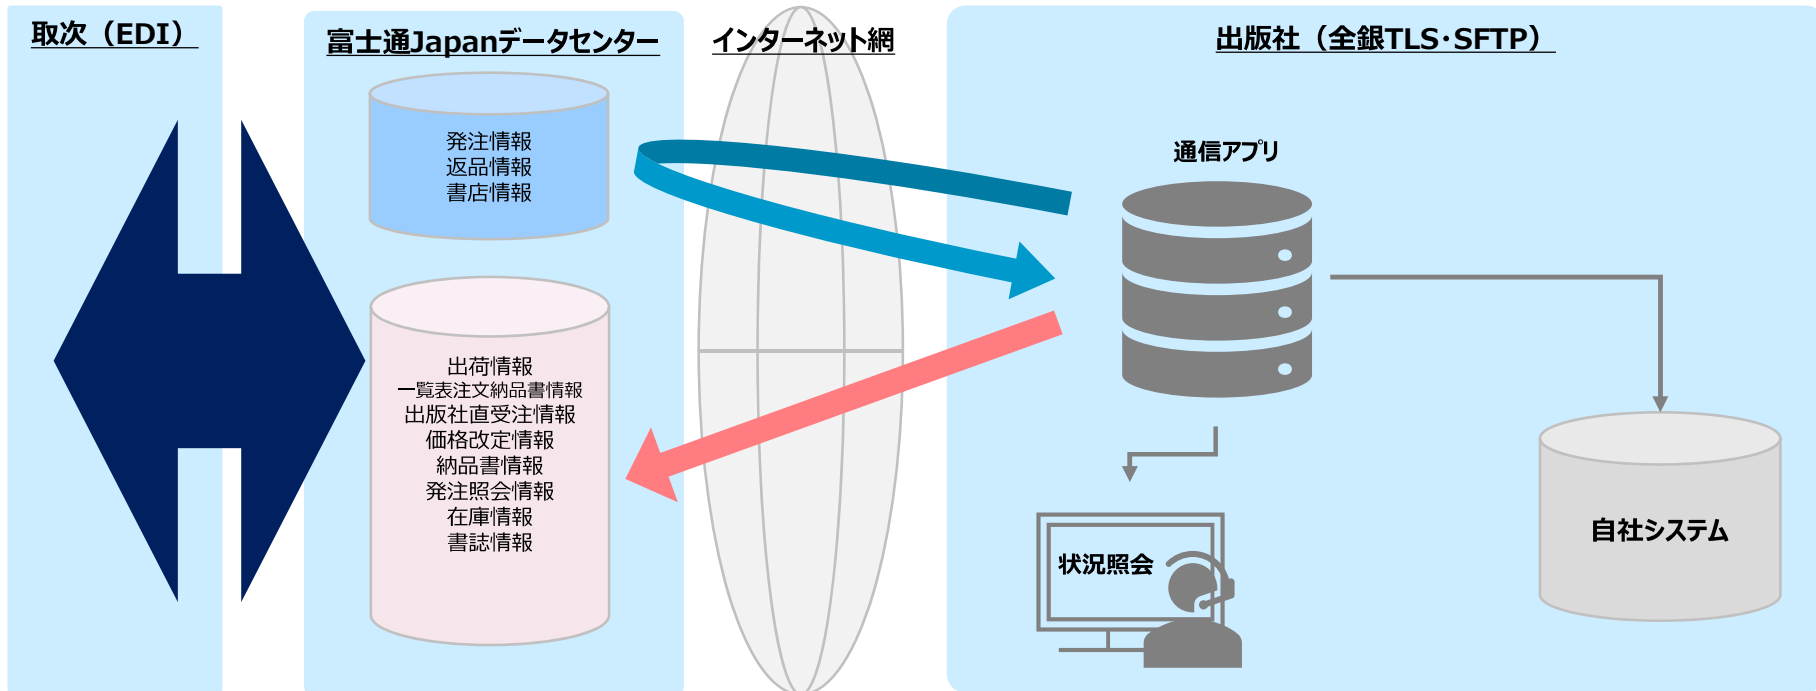 取次（EDI）
富士通Japanデータセンター
インターネット網
出版社（全銀TLS・SFTP）
発注情報
返品情報
書店情報
出荷情報
一覧表注文納品書情報
出版社直受注情報
価格改定情報
納品書情報
発注照会情報
在庫情報
書誌情報
通信アプリ
状況照会
自社システム